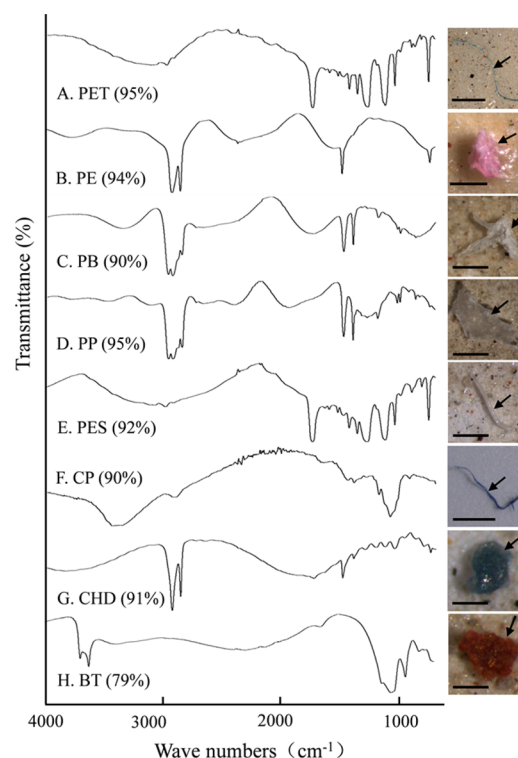 A. PET (95%)
B. PE (94%)
C. PB (90%)
D. PP (95%)
E. PES (92%)
F. CP (90%)
G. CHD (91%)
H. BT (79%)
Transmittance (%)
4000 3000 2000 1000
Wave numbers（cm-1）